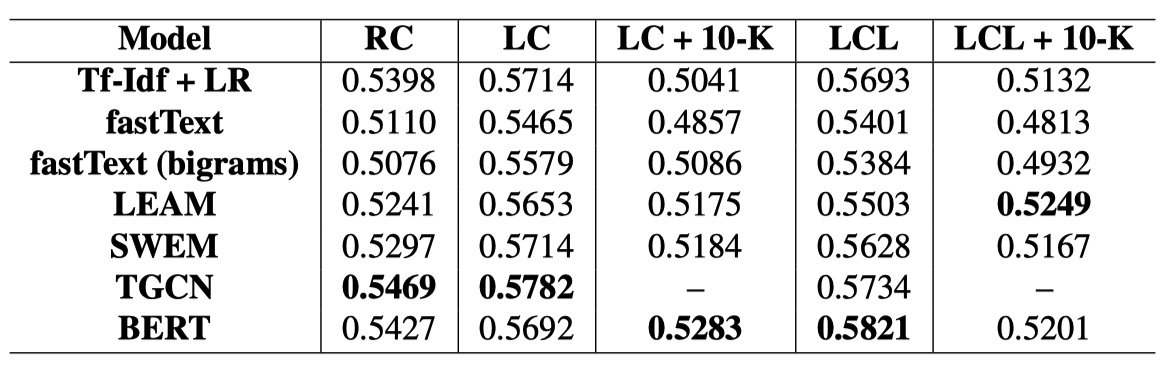 Model RC LC LC + 10-K LCL LCL + 10-K
Tf-Idf + LR 0.5398 0.5714 0.5041 0.5693 0.5132
fastText 0.5110 0.5465 0.4857 0.5401 0.4813
fastText (bigrams) 0.5076 0.5579 0.5086 0.5384 0.4932
LEAM 0.5241 0.5653 0.5175 0.5503 0.5249
SWEM 0.5297 0.5714 0.5184 0.5628 0.5167
TGCN 0.5469 0.5782 – 0.5734 –
BERT 0.5427 0.5692 0.5283 0.5821 0.5201